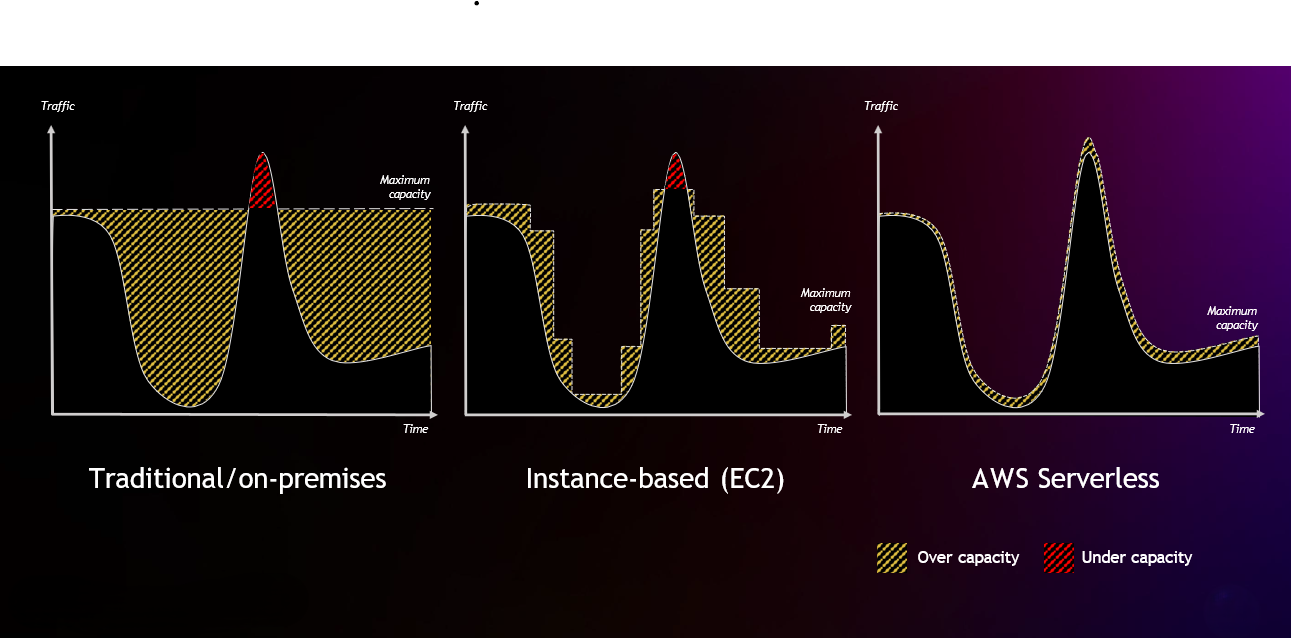 Traffic
Maximum
capacity
Time
Traditional/on-premises
Traffic
Maximum
capacity
Time
Instance-based (EC2)
Traffic
Maximum
capacity
Time
AWS Serverless
Over capacity
Under capacity